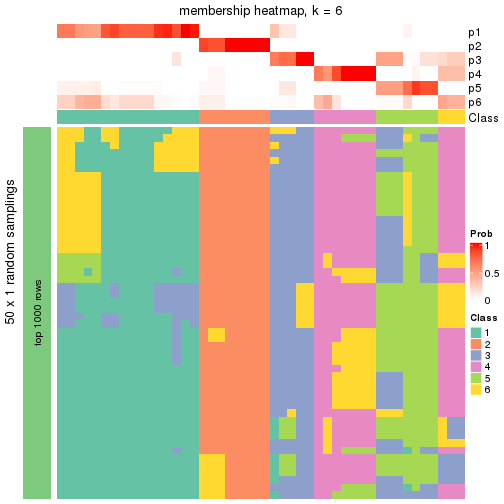 membership heatmap, k = 6
p1
p2
p3
p4
p5
p6
Class
50 x 1 random samplings
top 1000 rows
Prob
1
0.5
0
Class
1
2
3
4
5
6